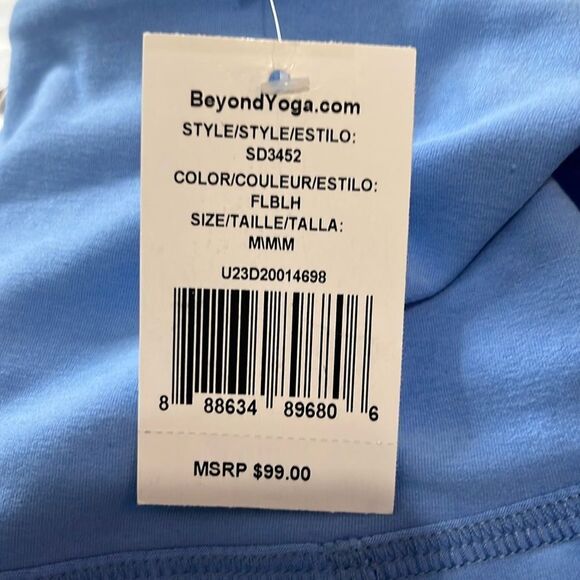 BeyondYoga.com
STYLE/STYLE/ESTILO:
SD3452
COLOR/COULEUR/ESTILO:
FLBLH
SIZE/TAILLE/TALLA:
M\M\M
U23D20014698
8 88634 89680 6
MSRP $99.00